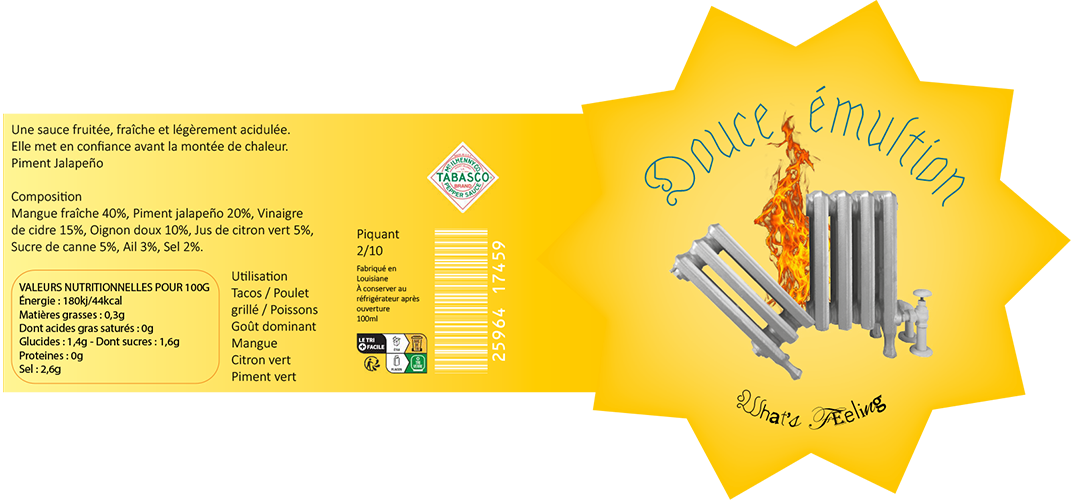 Une sauce fruitée, fraîche et légèrement acidulée.
Elle met en confiance avant la montée de chaleur.
Piment Jalapeño
Composition
Mangue fraîche 40%, Piment jalapeño 20%, Vinaigre
de cidre 15%, Oignon doux 10%, Jus de citron vert 5%,
Sucre de canne 5%, Ail 3%, Sel 2%.
VALEURS NUTRITIONNELLES POUR 100G
Énergie : 180kj/44kcal
Matières grasses : 0,3g
Dont acides gras saturés : 0g
Glucides : 1,4g - Dont sucres : 1,6g
Proteines : 0g
Sel : 2,6g
Utilisation
Tacos / Poulet
grillé / Poissons
Goût dominant
Mangue
Citron vert
Piment vert
McILHENNY CO.
TABASCO
BRAND
PEPPER SAUCE
Piquant
2/10
Fabriqué en
Louisiane
À conserver au
réfrigérateur après
ouverture
100ml
LE TRI
+ FACILE
25964 17459
Douce émultion
What's FEeling